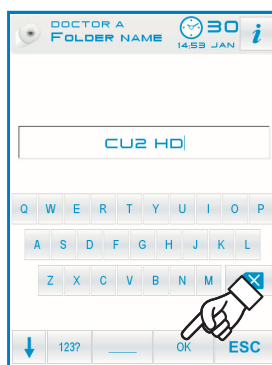 DOCTOR A
FOLDER NAME
30
14:53 JAN
i
CU2 HD
Q W E R T Y U I O P
A S D F G H J K L
Z X C V B N M
123? OK ESC